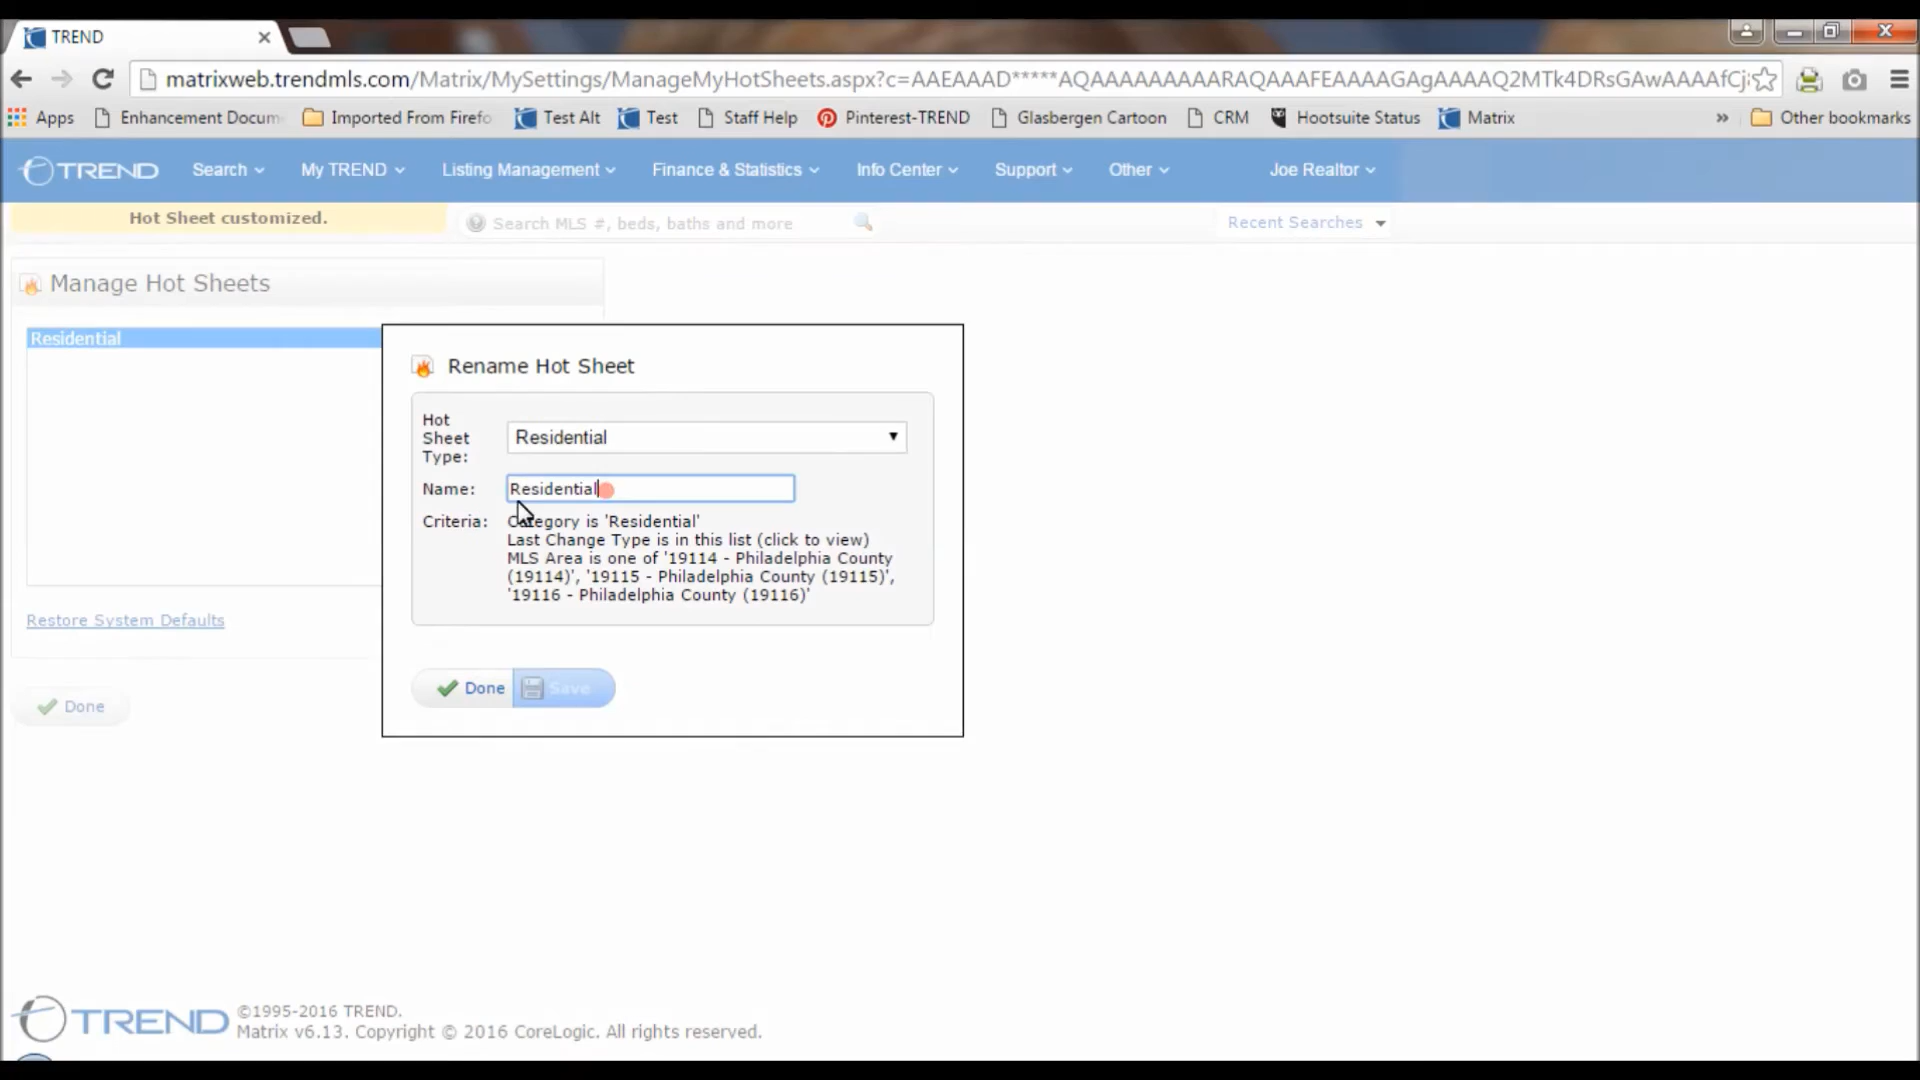 TREND
matrixweb.trendmls.com/Matrix/MySettings/ManageMyHotSheets.aspx?c=AAEAAAD*****AQAAAAAAAAARAQAAAFEAAAAGAgAAAAQ2MTk4DRsGAwAAAAfCj
Apps Enhancement Docum Imported From Firefo Test Alt Test Staff Help Pinterest-TREND Glasbergen Cartoon CRM Hootsuite Status Matrix » Other bookmarks
TREND Search My TREND Listing Management Finance & Statistics Info Center Support Other Joe Realtor
Hot Sheet customized. Search MLS #, beds, baths and more Recent Searches
Manage Hot Sheets
Residential
Restore System Defaults
Done
Rename Hot Sheet
Hot
Sheet
Type:
Residential
Name: Residential
Criteria: Category is 'Residential'
Last Change Type is in this list (click to view)
MLS Area is one of '19114 - Philadelphia County
(19114)', '19115 - Philadelphia County (19115)',
'19116 - Philadelphia County (19116)'
Done Save
TREND
©1995-2016 TREND.
Matrix v6.13. Copyright © 2016 CoreLogic. All rights reserved.